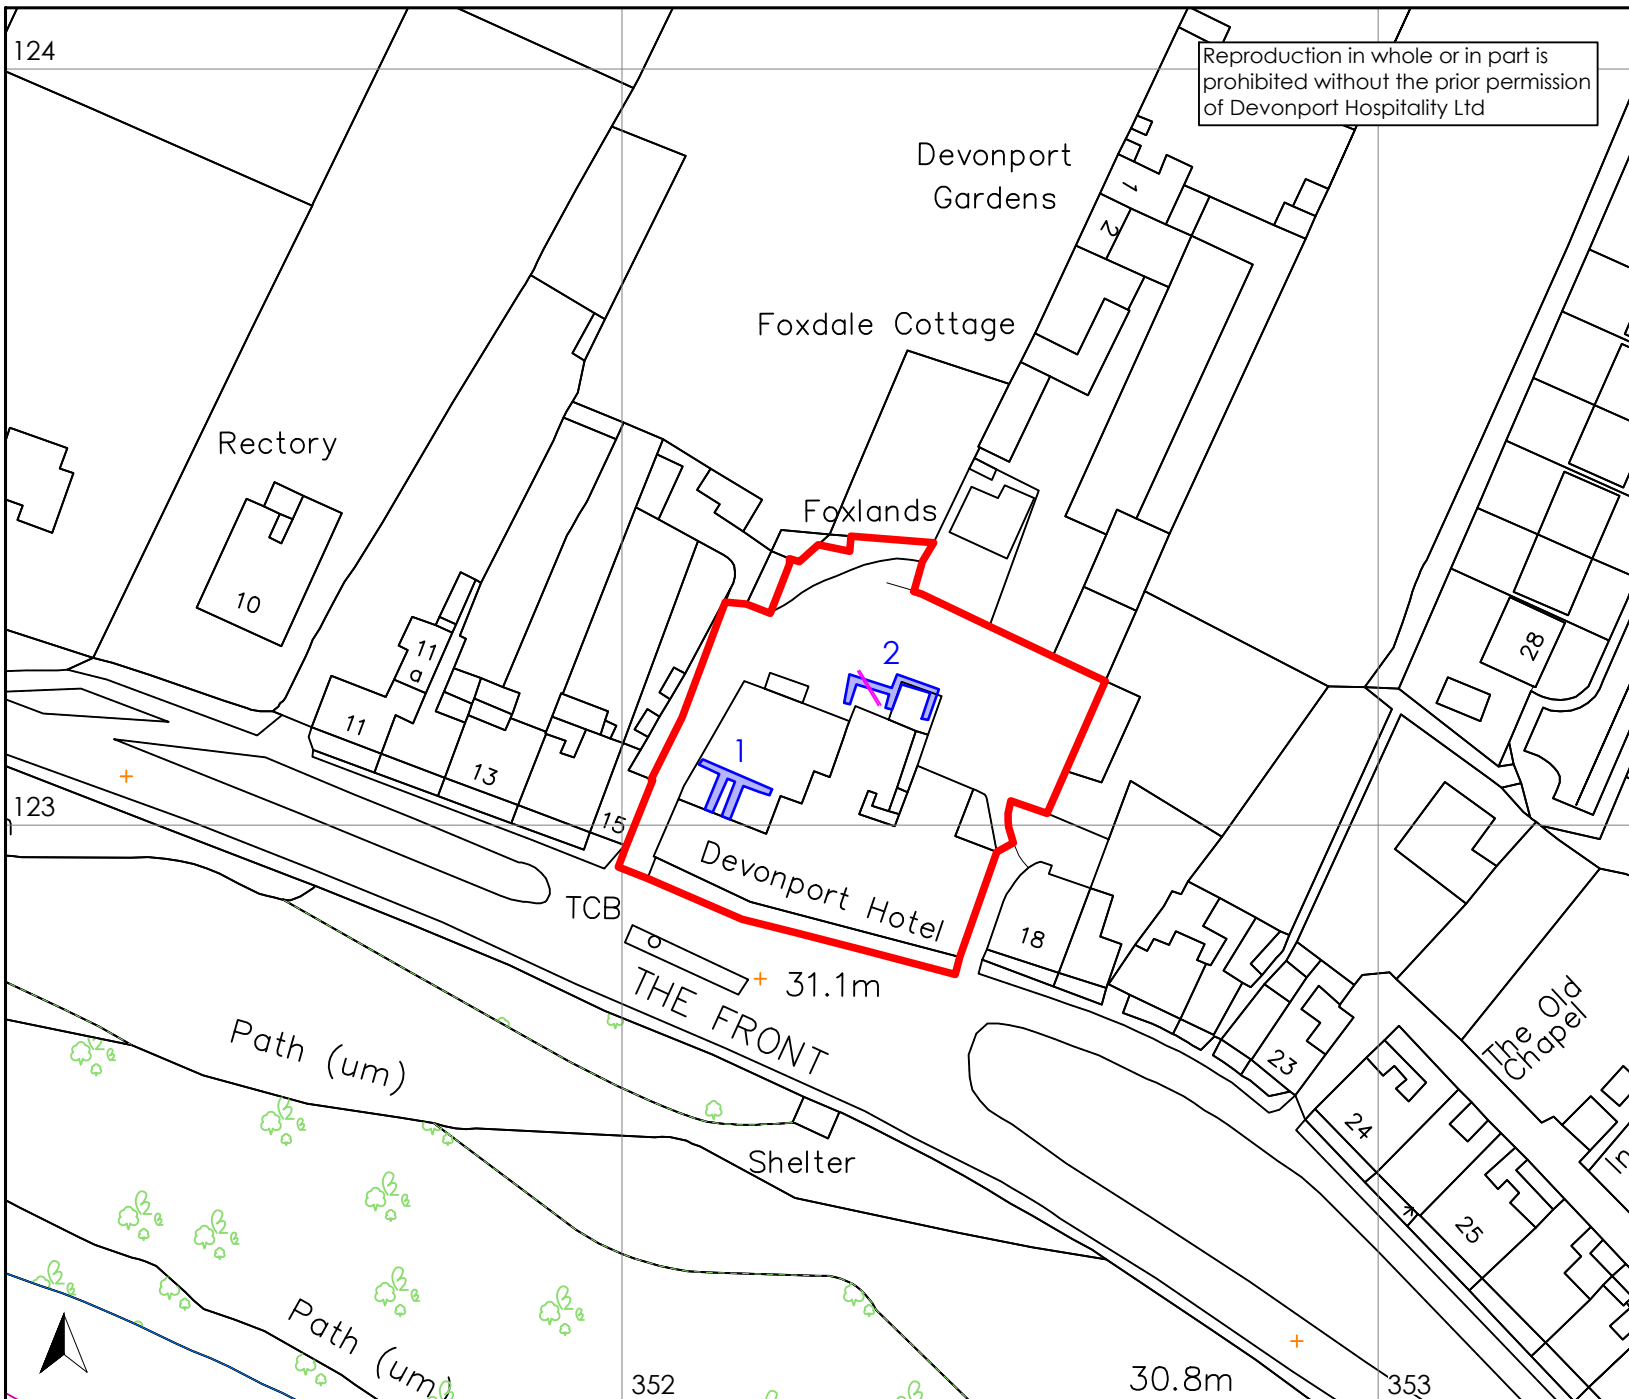 124
Reproduction in whole or in part is
prohibited without the prior permission
of Devonport Hospitality Ltd
Devonport
Gardens
1
2
Foxdale Cottage
Rectory
Foxlands
10
11
a
28
2
11
1
13
15
123
Devonport Hotel
TCB
18
31.1m
THE FRONT
The Old
Chapel
Path (um)
23
24
Shelter
25
Path (um)
30.8m
352
353